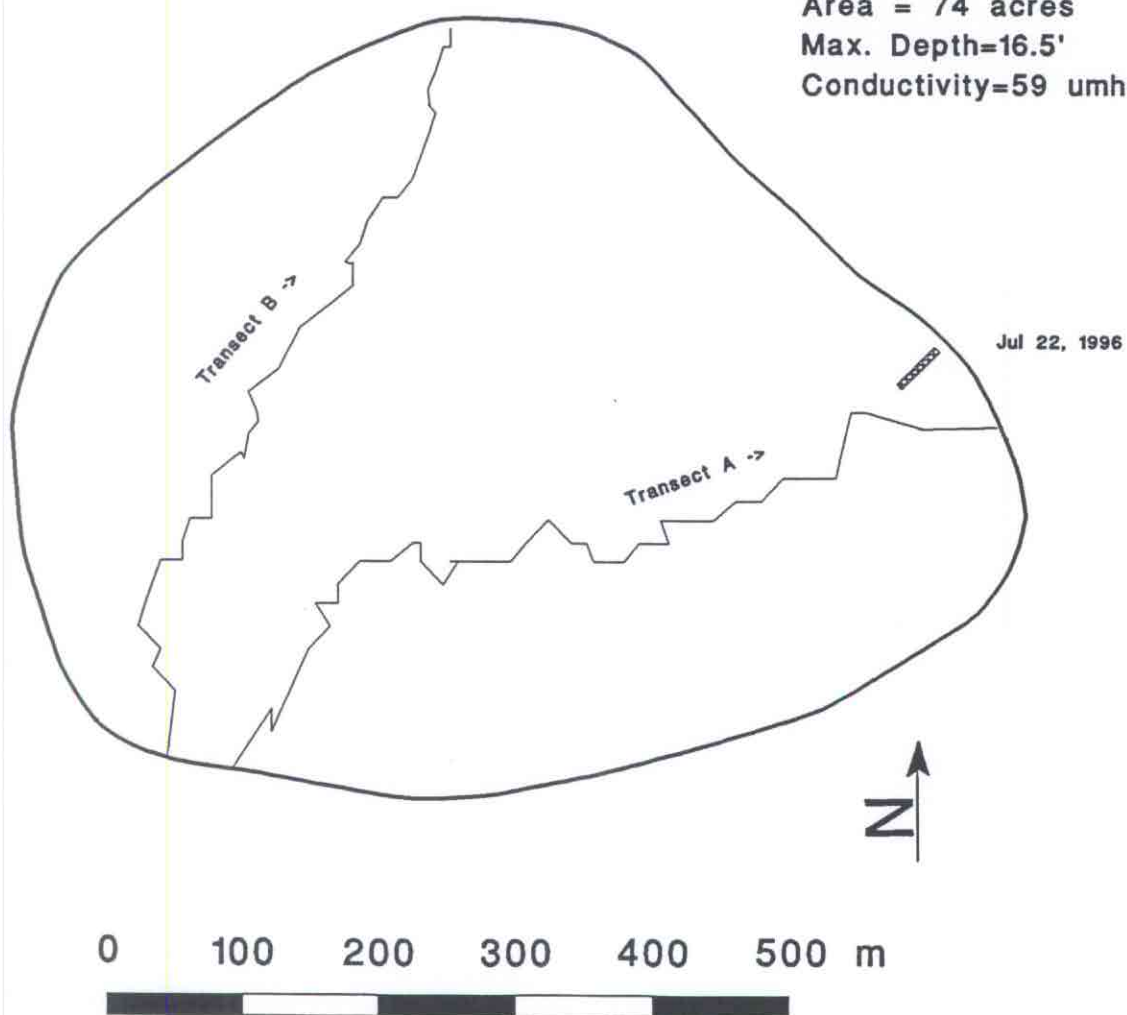 Area = 74 acres
Max. Depth=16.5'
Conductivity=59 umh
Transect B ->
Jul 22, 1996
Transect A ->
N
0 100 200 300 400 500 m